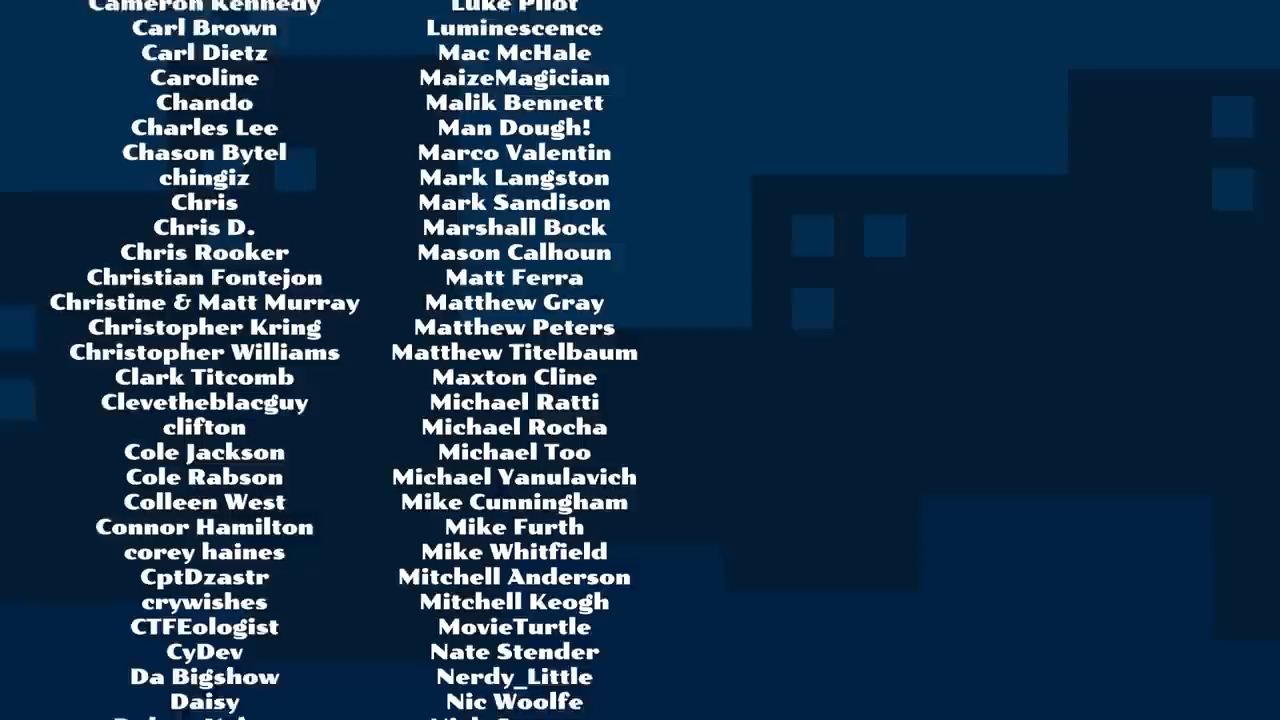 Cameron Kennedy
Carl Brown
Carl Dietz
Caroline
Chando
Charles Lee
Chason Bytel
chingiz
Chris
Chris D.
Chris Rooker
Christian Fontejon
Christine & Matt Murray
Christopher Kring
Christopher Williams
Clark Titcomb
Clevetheblacguy
clifton
Cole Jackson
Cole Rabson
Colleen West
Connor Hamilton
corey haines
CptDzastr
crywishes
CTFEologist
CyDev
Da Bigshow
Daisy
Luke Pilot
Luminescence
Mac McHale
MaizeMagician
Malik Bennett
Man Dough!
Marco Valentin
Mark Langston
Mark Sandison
Marshall Bock
Mason Calhoun
Matt Ferra
Matthew Gray
Matthew Peters
Matthew Titelbaum
Maxton Cline
Michael Ratti
Michael Rocha
Michael Too
Michael Yanulavich
Mike Cunningham
Mike Furth
Mike Whitfield
Mitchell Anderson
Mitchell Keogh
MovieTurtle
Nate Stender
Nerdy_Little
Nic Woolfe